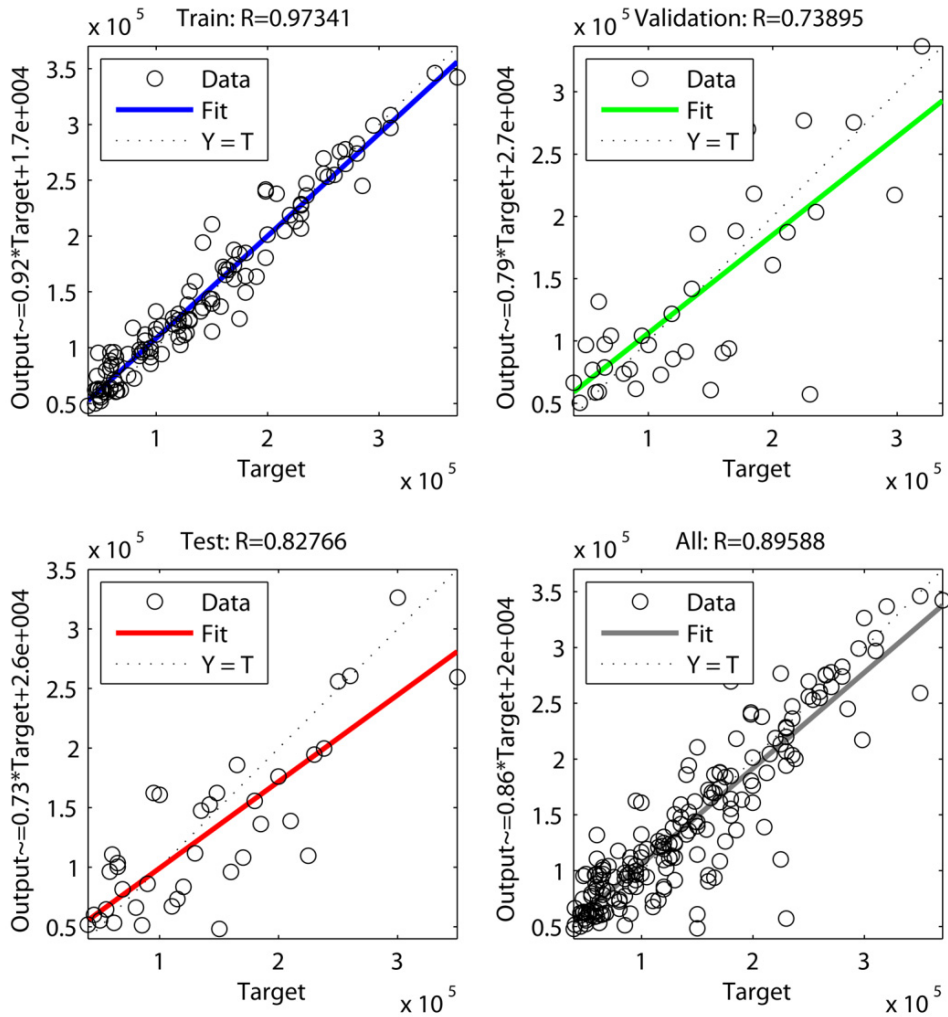 x 10^5
Train: R=0.97341
3.5
3
2.5
2
1.5
1
0.5
Output~=0.92*Target+1.7e+004
Data
Fit
Y = T
1
2
3
Target
x 10^5
x 10^5
Validation: R=0.73895
3
2.5
2
1.5
1
0.5
Output~=0.79*Target+2.7e+004
Data
Fit
Y = T
1
2
3
Target
x 10^5
x 10^5
Test: R=0.82766
3.5
3
2.5
2
1.5
1
0.5
Output~=0.73*Target+2.6e+004
Data
Fit
Y = T
1
2
3
Target
x 10^5
x 10^5
All: R=0.89588
3.5
3
2.5
2
1.5
1
0.5
Output~=0.86*Target+2e+004
Data
Fit
Y = T
1
2
3
Target
x 10^5